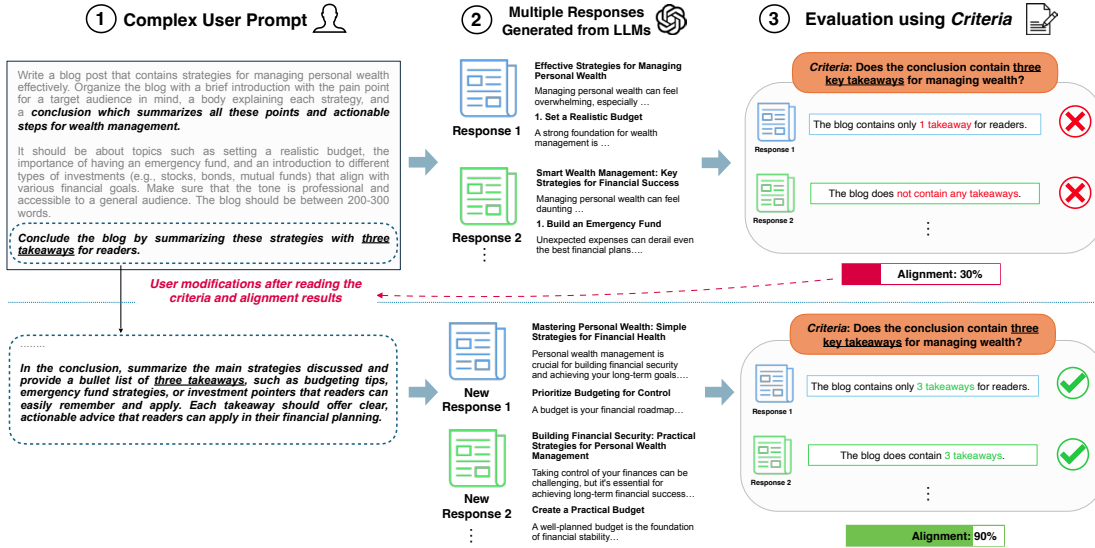 1 Complex User Prompt
2 Multiple Responses
Generated from LLMs
3 Evaluation using Criteria
Write a blog post that contains strategies for managing personal wealth
effectively. Organize the blog with a brief introduction with the pain point
for a target audience in mind, a body explaining each strategy, and
a conclusion which summarizes all these points and actionable
steps for wealth management.
It should be about topics such as setting a realistic budget, the
importance of having an emergency fund, and an introduction to different
types of investments (e.g., stocks, bonds, mutual funds) that align with
various financial goals. Make sure that the tone is professional and
accessible to a general audience. The blog should be between 200-300
words.
Conclude the blog by summarizing these strategies with three
takeaways for readers.
Response 1
Effective Strategies for Managing
Personal Wealth
Managing personal wealth can feel
overwhelming, especially …
1. Set a Realistic Budget
A strong foundation for wealth
management is …
Response 2
⋮
Smart Wealth Management: Key
Strategies for Financial Success
Managing personal wealth can feel
daunting …
1. Build an Emergency Fund
Unexpected expenses can derail even
the best financial plans….
Criteria: Does the conclusion contain three
key takeaways for managing wealth?
Response 1
The blog contains only 1 takeaway for readers.
Response 2
The blog does not contain any takeaways.
⋮
Alignment: 30%
User modifications after reading the
criteria and alignment results
........
In the conclusion, summarize the main strategies discussed and
provide a bullet list of three takeaways, such as budgeting tips,
emergency fund strategies, or investment pointers that readers can
easily remember and apply. Each takeaway should offer clear,
actionable advice that readers can apply in their financial planning.
New
Response 1
Mastering Personal Wealth: Simple
Strategies for Financial Health
Personal wealth management is
crucial for building financial security
and achieving your long-term goals….
Prioritize Budgeting for Control
A budget is your financial roadmap…
New
Response 2
⋮
Building Financial Security: Practical
Strategies for Personal Wealth
Management
Taking control of your finances can be
challenging, but it's essential for
achieving long-term financial success…
Create a Practical Budget
A well-planned budget is the foundation
of financial stability…
Criteria: Does the conclusion contain three
key takeaways for managing wealth?
Response 1
The blog contains only 3 takeaways for readers.
Response 2
The blog does contain 3 takeaways.
⋮
Alignment: 90%